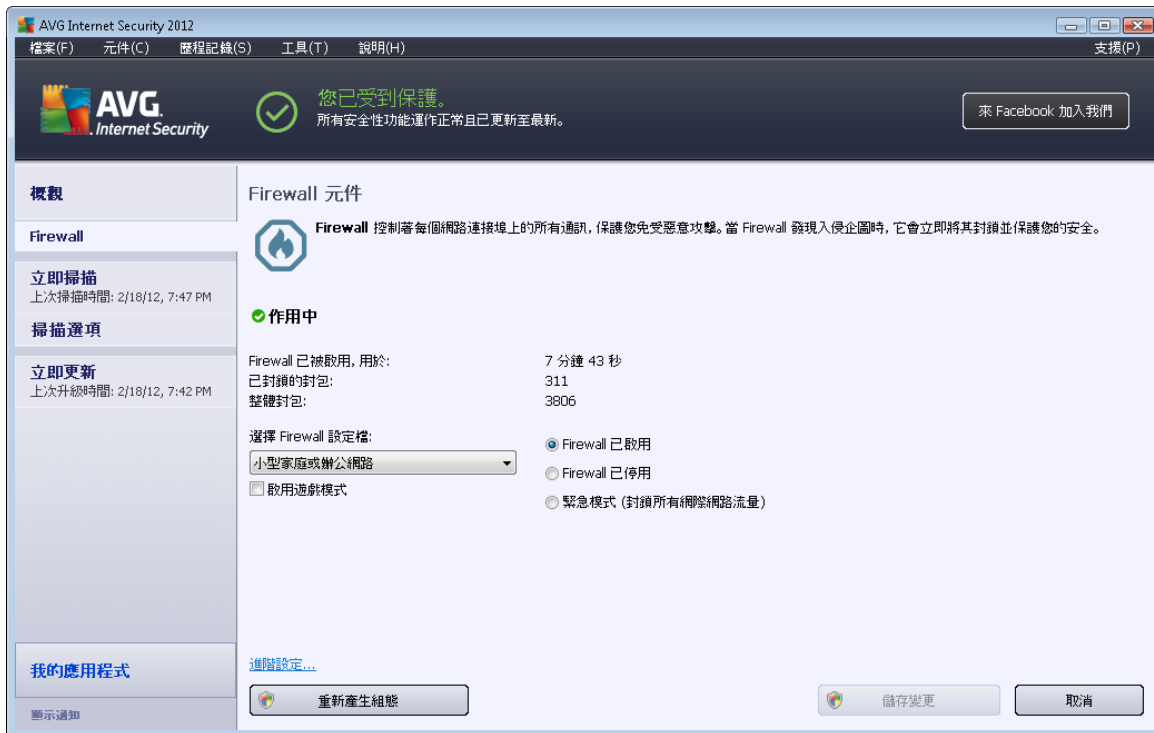 AVG Internet Security 2012
檔案(F) 元件(C) 歷程記錄(S) 工具(T) 說明(H) 支援(P)
AVG.
Internet Security
您已受到保護。
所有安全性功能運作正常且已更新至最新。
來 Facebook 加入我們
概觀
Firewall
立即掃描
上次掃描時間: 2/18/12, 7:47 PM
掃描選項
立即更新
上次升級時間: 2/18/12, 7:42 PM
我的應用程式
顯示通知
Firewall 元件
Firewall 控制著每個網路連接埠上的所有通訊, 保護您免受惡意攻擊。當 Firewall 發現入侵企圖時, 它會立即將其封鎖並保護您的安全。
作用中
Firewall 已被啟用, 用於: 7 分鐘 43 秒
已封鎖的封包: 311
整體封包: 3806
選擇 Firewall 設定檔:
小型家庭或辦公網路
啟用遊戲模式
Firewall 已啟用
Firewall 已停用
緊急模式 (封鎖所有網際網路流量)
進階設定...
重新產生組態
儲存變更
取消